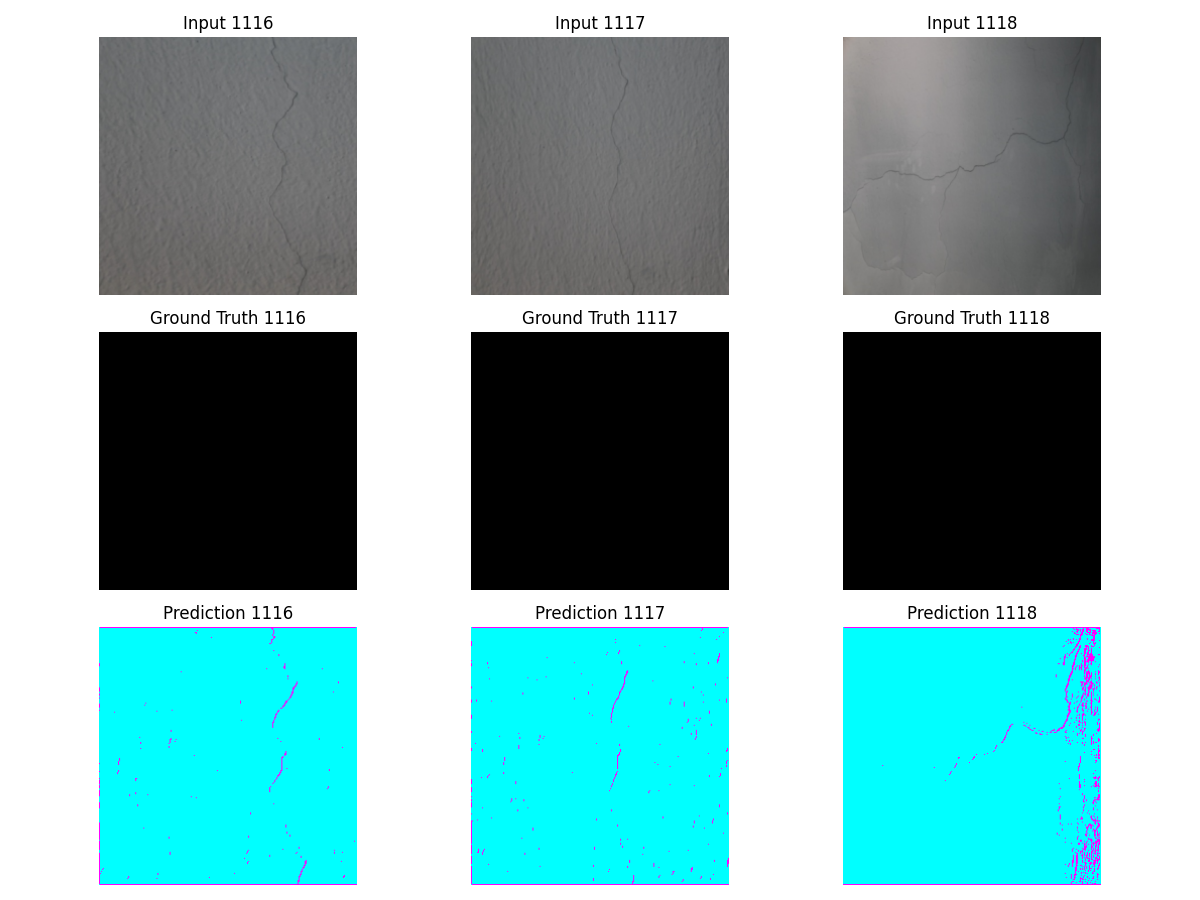 Input 1116
Input 1117
Input 1118
Ground Truth 1116
Ground Truth 1117
Ground Truth 1118
Prediction 1116
Prediction 1117
Prediction 1118